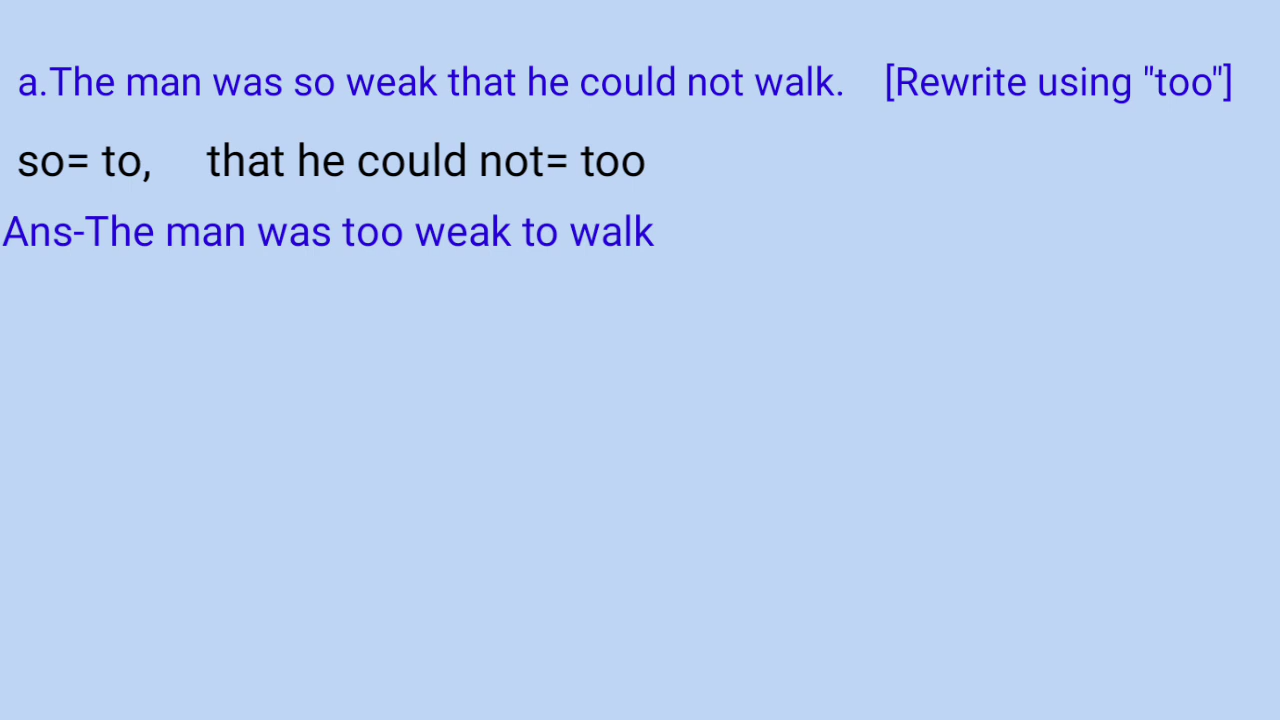 a.The man was so weak that he could not walk. [Rewrite using "too"]
so= to, that he could not= too
Ans-The man was too weak to walk